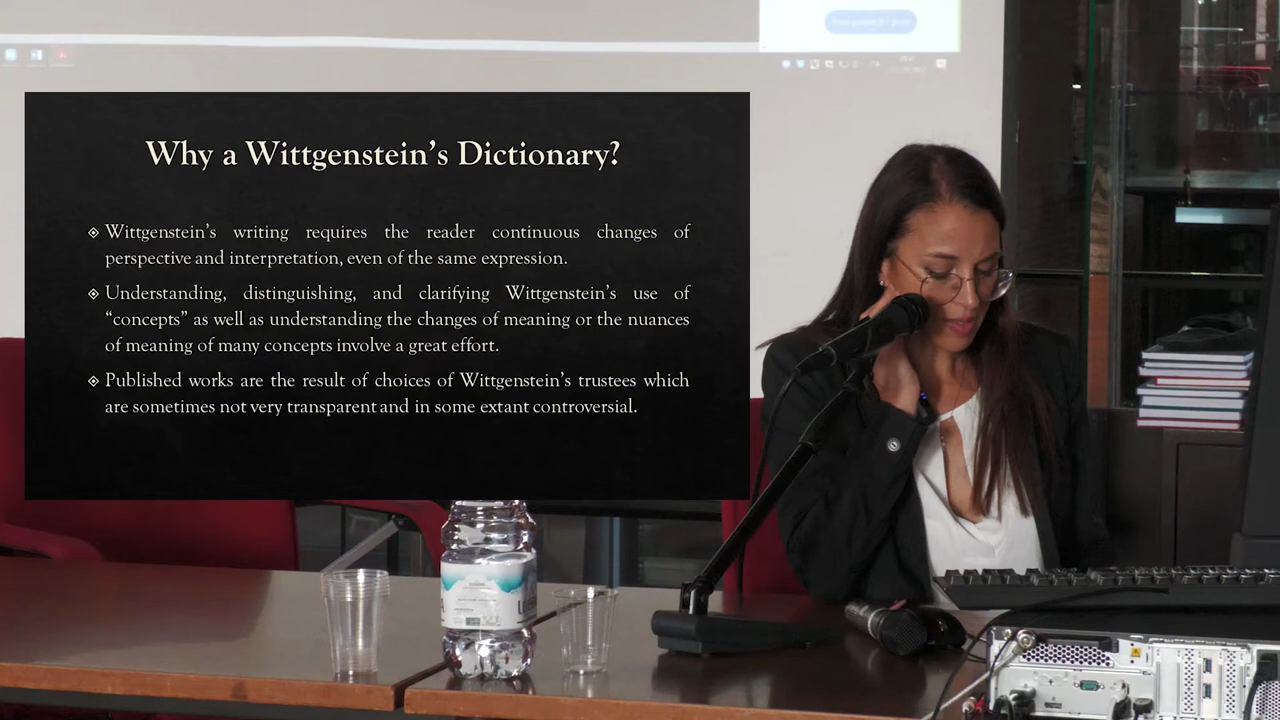 Why a Wittgenstein's Dictionary?
Wittgenstein's writing requires the reader continuous changes of
perspective and interpretation, even of the same expression.
Understanding, distinguishing, and clarifying Wittgenstein's use of
“concepts” as well as understanding the changes of meaning or the nuances
of meaning of many concepts involve a great effort.
Published works are the result of choices of Wittgenstein's trustees which
are sometimes not very transparent and in some extant controversial.